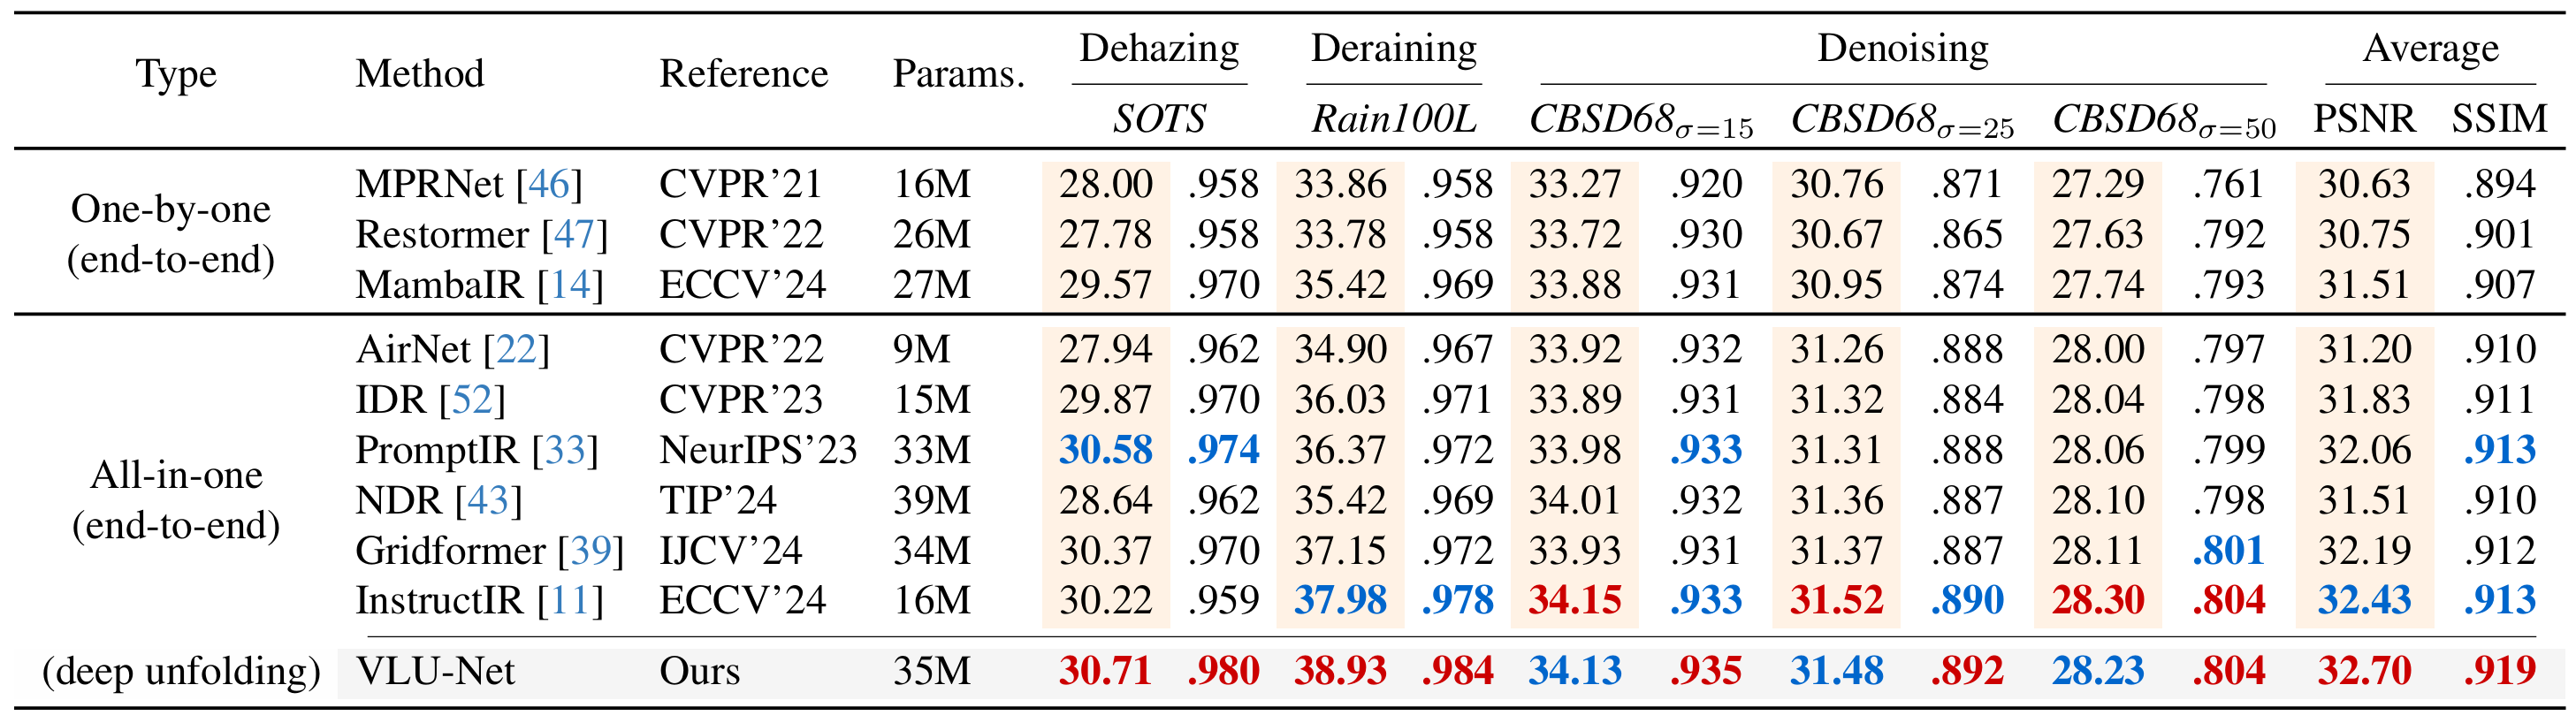 Type Method Reference Params. Dehazing Deraining Denoising Average
SOTS Rain100L CBSD68σ=15 CBSD68σ=25 CBSD68σ=50 PSNR SSIM
One-by-one (end-to-end)
MPRNet [46] CVPR’21 16M 28.00 .958 33.86 .958 33.27 .920 30.76 .871 27.29 .761 30.63 .894
Restormer [47] CVPR’22 26M 27.78 .958 33.78 .958 33.72 .930 30.67 .865 27.63 .792 30.75 .901
MambaIR [14] ECCV’24 27M 29.57 .970 35.42 .969 33.88 .931 30.95 .874 27.74 .793 31.51 .907
All-in-one (end-to-end)
AirNet [22] CVPR’22 9M 27.94 .962 34.90 .967 33.92 .932 31.26 .888 28.00 .797 31.20 .910
IDR [52] CVPR’23 15M 29.87 .970 36.03 .971 33.89 .931 31.32 .884 28.04 .798 31.83 .911
PromptIR [33] NeurIPS’23 33M 30.58 .974 36.37 .972 33.98 .933 31.31 .888 28.06 .799 32.06 .913
NDR [43] TIP’24 39M 28.64 .962 35.42 .969 34.01 .932 31.36 .887 28.10 .798 31.51 .910
Gridformer [39] IJCV’24 34M 30.37 .970 37.15 .972 33.93 .931 31.37 .887 28.11 .801 32.19 .912
InstructIR [11] ECCV’24 16M 30.22 .959 37.98 .978 34.15 .933 31.52 .890 28.30 .804 32.43 .913
(deep unfolding) VLU-Net Ours 35M 30.71 .980 38.93 .984 34.13 .935 31.48 .892 28.23 .804 32.70 .919